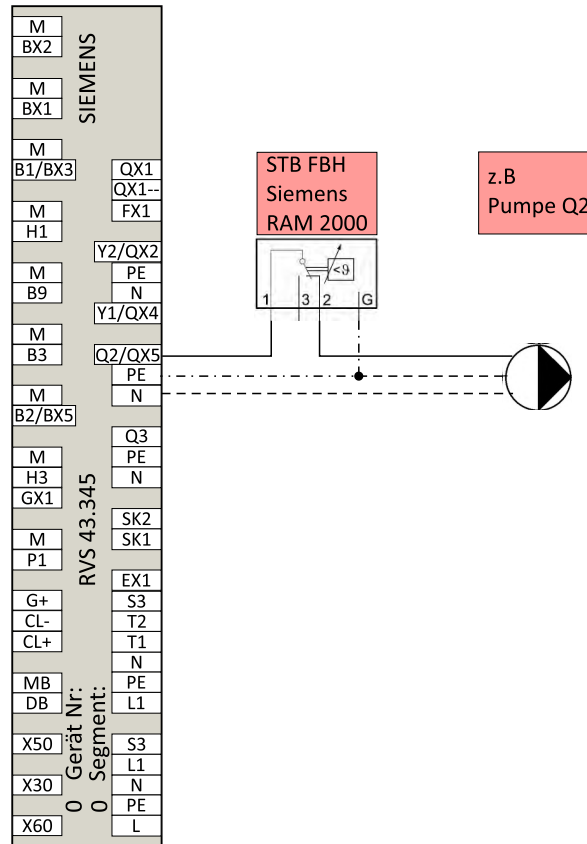 M
BX2
M
BX1
M
B1/BX3
M
H1
M
B9
M
B3
M
B2/BX5
M
H3
GX1
M
P1
G+
CL-
CL+
MB
DB
X50
X30
X60
SIEMENS
RVS 43.345
0 Gerät Nr:
0 Segment:
QX1
QX1--
FX1
Y2/QX2
PE
N
Y1/QX4
Q2/QX5
PE
N
Q3
PE
N
SK2
SK1
EX1
S3
T2
T1
N
PE
L1
S3
L1
N
PE
L
STB FBH
Siemens
RAM 2000
<ϑ
1 3 2 G
z.B
Pumpe Q2